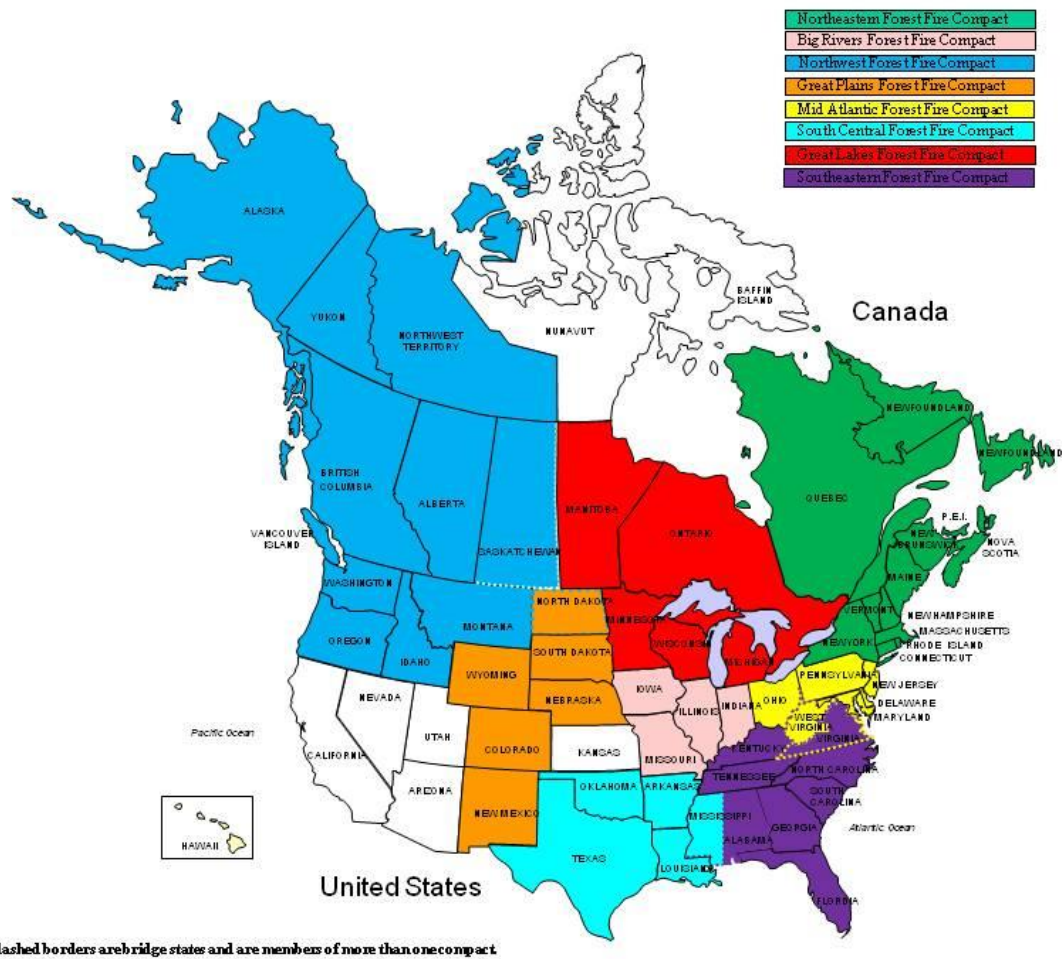 Northeastern Forest Fire Compact
Big Rivers Forest Fire Compact
Northwest Forest Fire Compact
Great Plains Forest Fire Compact
Mid Atlantic Forest Fire Compact
South Central Forest Fire Compact
Great Lakes Forest Fire Compact
Southeastern Forest Fire Compact
ALASKA
YUKON
NORTHWEST
TERRITORY
NUNAVUT
BAFFIN
ISLAND
Canada
NEWFOUNDLAND
NEWFOUNDLAND
QUEBEC
BRITISH
COLUMBIA
ALBERTA
SASKATCHEWAN
MANITOBA
ONTARIO
P.E.I.
NEW
BRUNSWICK
NOVA
SCOTIA
VANCOUVER
ISLAND
WASHINGTON
OREGON
IDAHO
MONTANA
NORTH DAKOTA
SOUTH DAKOTA
MINNESOTA
WISCONSIN
MICHIGAN
MAINE
VERMONT
NEW HAMPSHIRE
MASSACHUSETTS
NEW YORK
RHODE ISLAND
CONNECTICUT
WYOMING
NEBRASKA
IOWA
ILLINOIS
INDIANA
OHIO
PENNSYLVANIA
NEW JERSEY
DELAWARE
MARYLAND
WEST
VIRGINIA
VIRGINIA
NEVADA
UTAH
COLORADO
KANSAS
MISSOURI
KENTUCKY
CALIFORNIA
Pacific Ocean
ARIZONA
NEW MEXICO
OKLAHOMA
ARKANSAS
TENNESSEE
NORTH CAROLINA
SOUTH
CAROLINA
MISSISSIPPI
ALABAMA
GEORGIA
Atlantic Ocean
HAWAII
TEXAS
LOUISIANA
FLORDIA
United States
lashed borders are bridge states and are members of more than one compact.